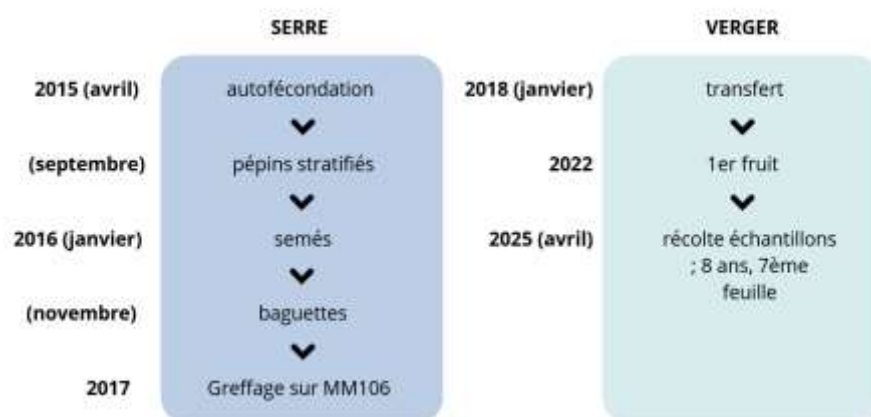 SERRE
2015 (avril) autofécondation
(septembre) pépins stratifiés
2016 (janvier) semés
(novembre) baguettes
2017 Greffage sur MM106
VERGER
2018 (janvier) transfert
2022 1er fruit
2025 (avril) récolte échantillons
; 8 ans, 7ème
feuille